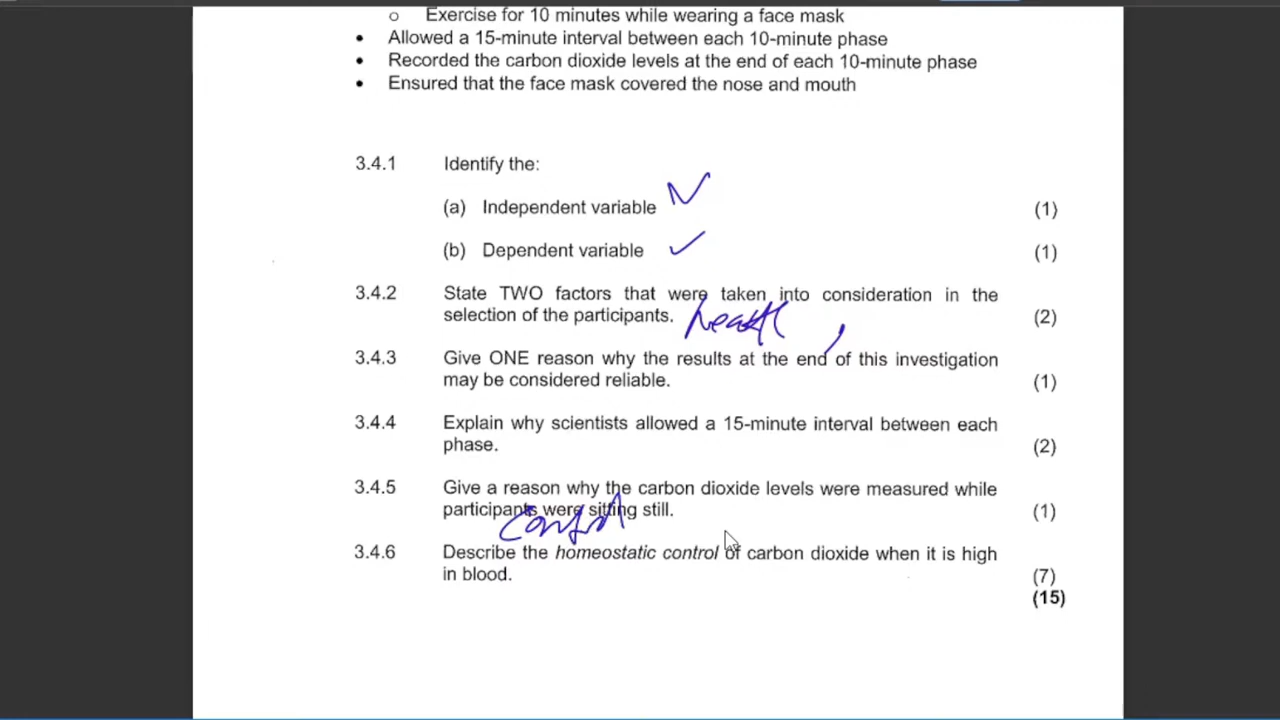 o Exercise for 10 minutes while wearing a face mask
• Allowed a 15-minute interval between each 10-minute phase
• Recorded the carbon dioxide levels at the end of each 10-minute phase
• Ensured that the face mask covered the nose and mouth
3.4.1 Identify the:
(a) Independent variable (1)
(b) Dependent variable (1)
3.4.2 State TWO factors that were taken into consideration in the
selection of the participants. health (2)
3.4.3 Give ONE reason why the results at the end of this investigation
may be considered reliable. (1)
3.4.4 Explain why scientists allowed a 15-minute interval between each
phase. (2)
3.4.5 Give a reason why the carbon dioxide levels were measured while
participants were sitting still. (1)
control
3.4.6 Describe the homeostatic control of carbon dioxide when it is high
in blood. (7)
(15)